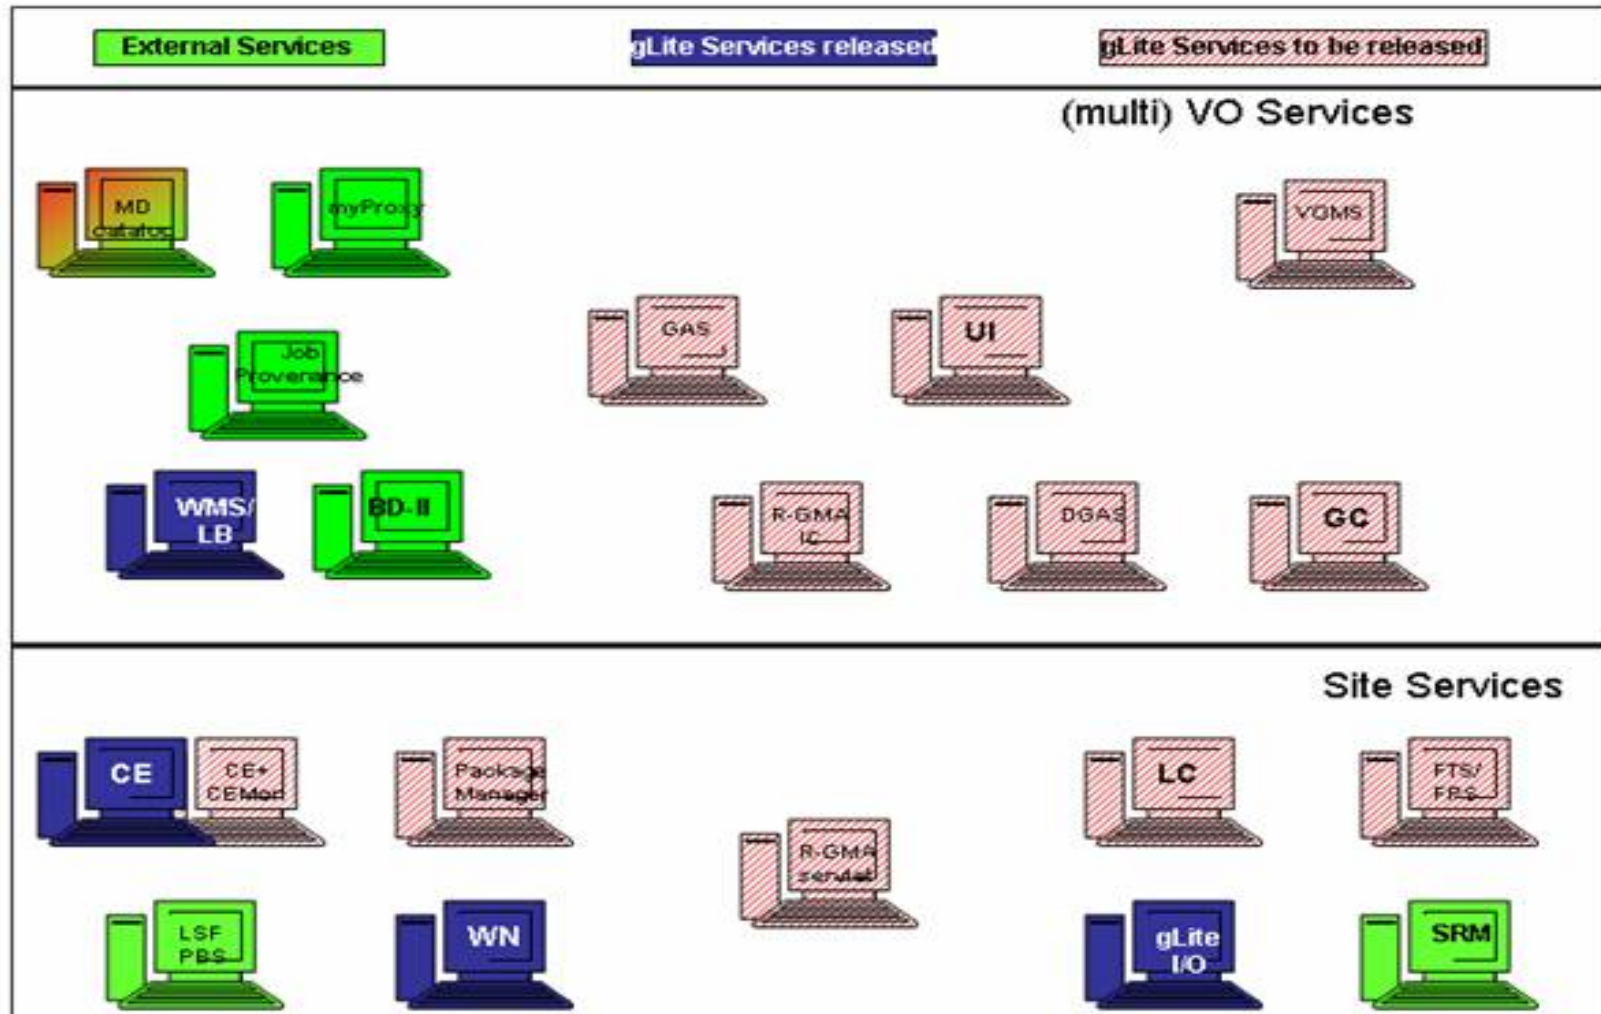 External Services
gLite Services released
gLite Services to be released
(multi) VO Services
MD
catalog
myProxy
VOMS
GAS
UI
Job
Provenance
WMS/
LB
BD-II
R-GMA
IC
DGAS
GC
Site Services
CE
CE+
CEMon
Package
Manager
LC
FTS/
FPS
R-GMA
servlet
LSF
PBS
WN
gLite
I/O
SRM